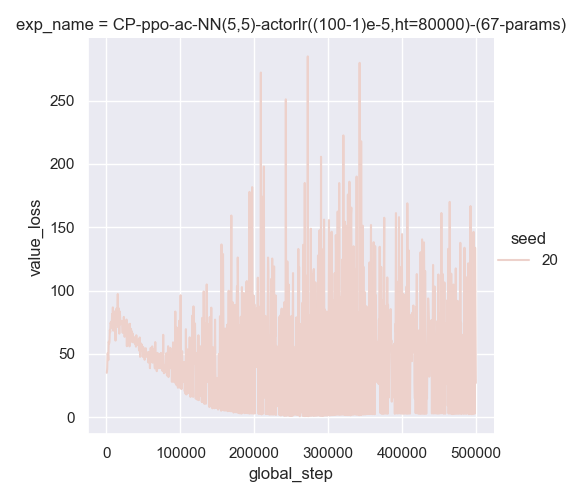 exp_name = CP-ppo-ac-NN(5,5)-actorlr((100-1)e-5,ht=80000)-(67-params)
250
200
150
100
50
0
value_loss
0 100000 200000 300000 400000 500000
global_step
seed
20